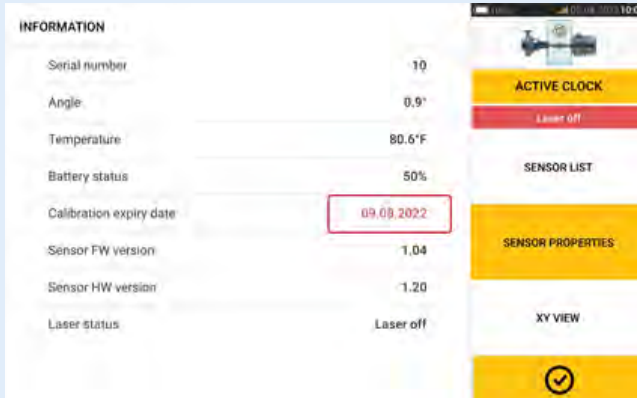 INFORMATION
Serial number 10
Angle 0.9°
Temperature 80.6°F
Battery status 50%
Calibration expiry date 09.08.2022
Sensor FW version 1.04
Sensor HW version 1.20
Laser status Laser off
ACTIVE CLOCK
Laser off
SENSOR LIST
SENSOR PROPERTIES
XY VIEW